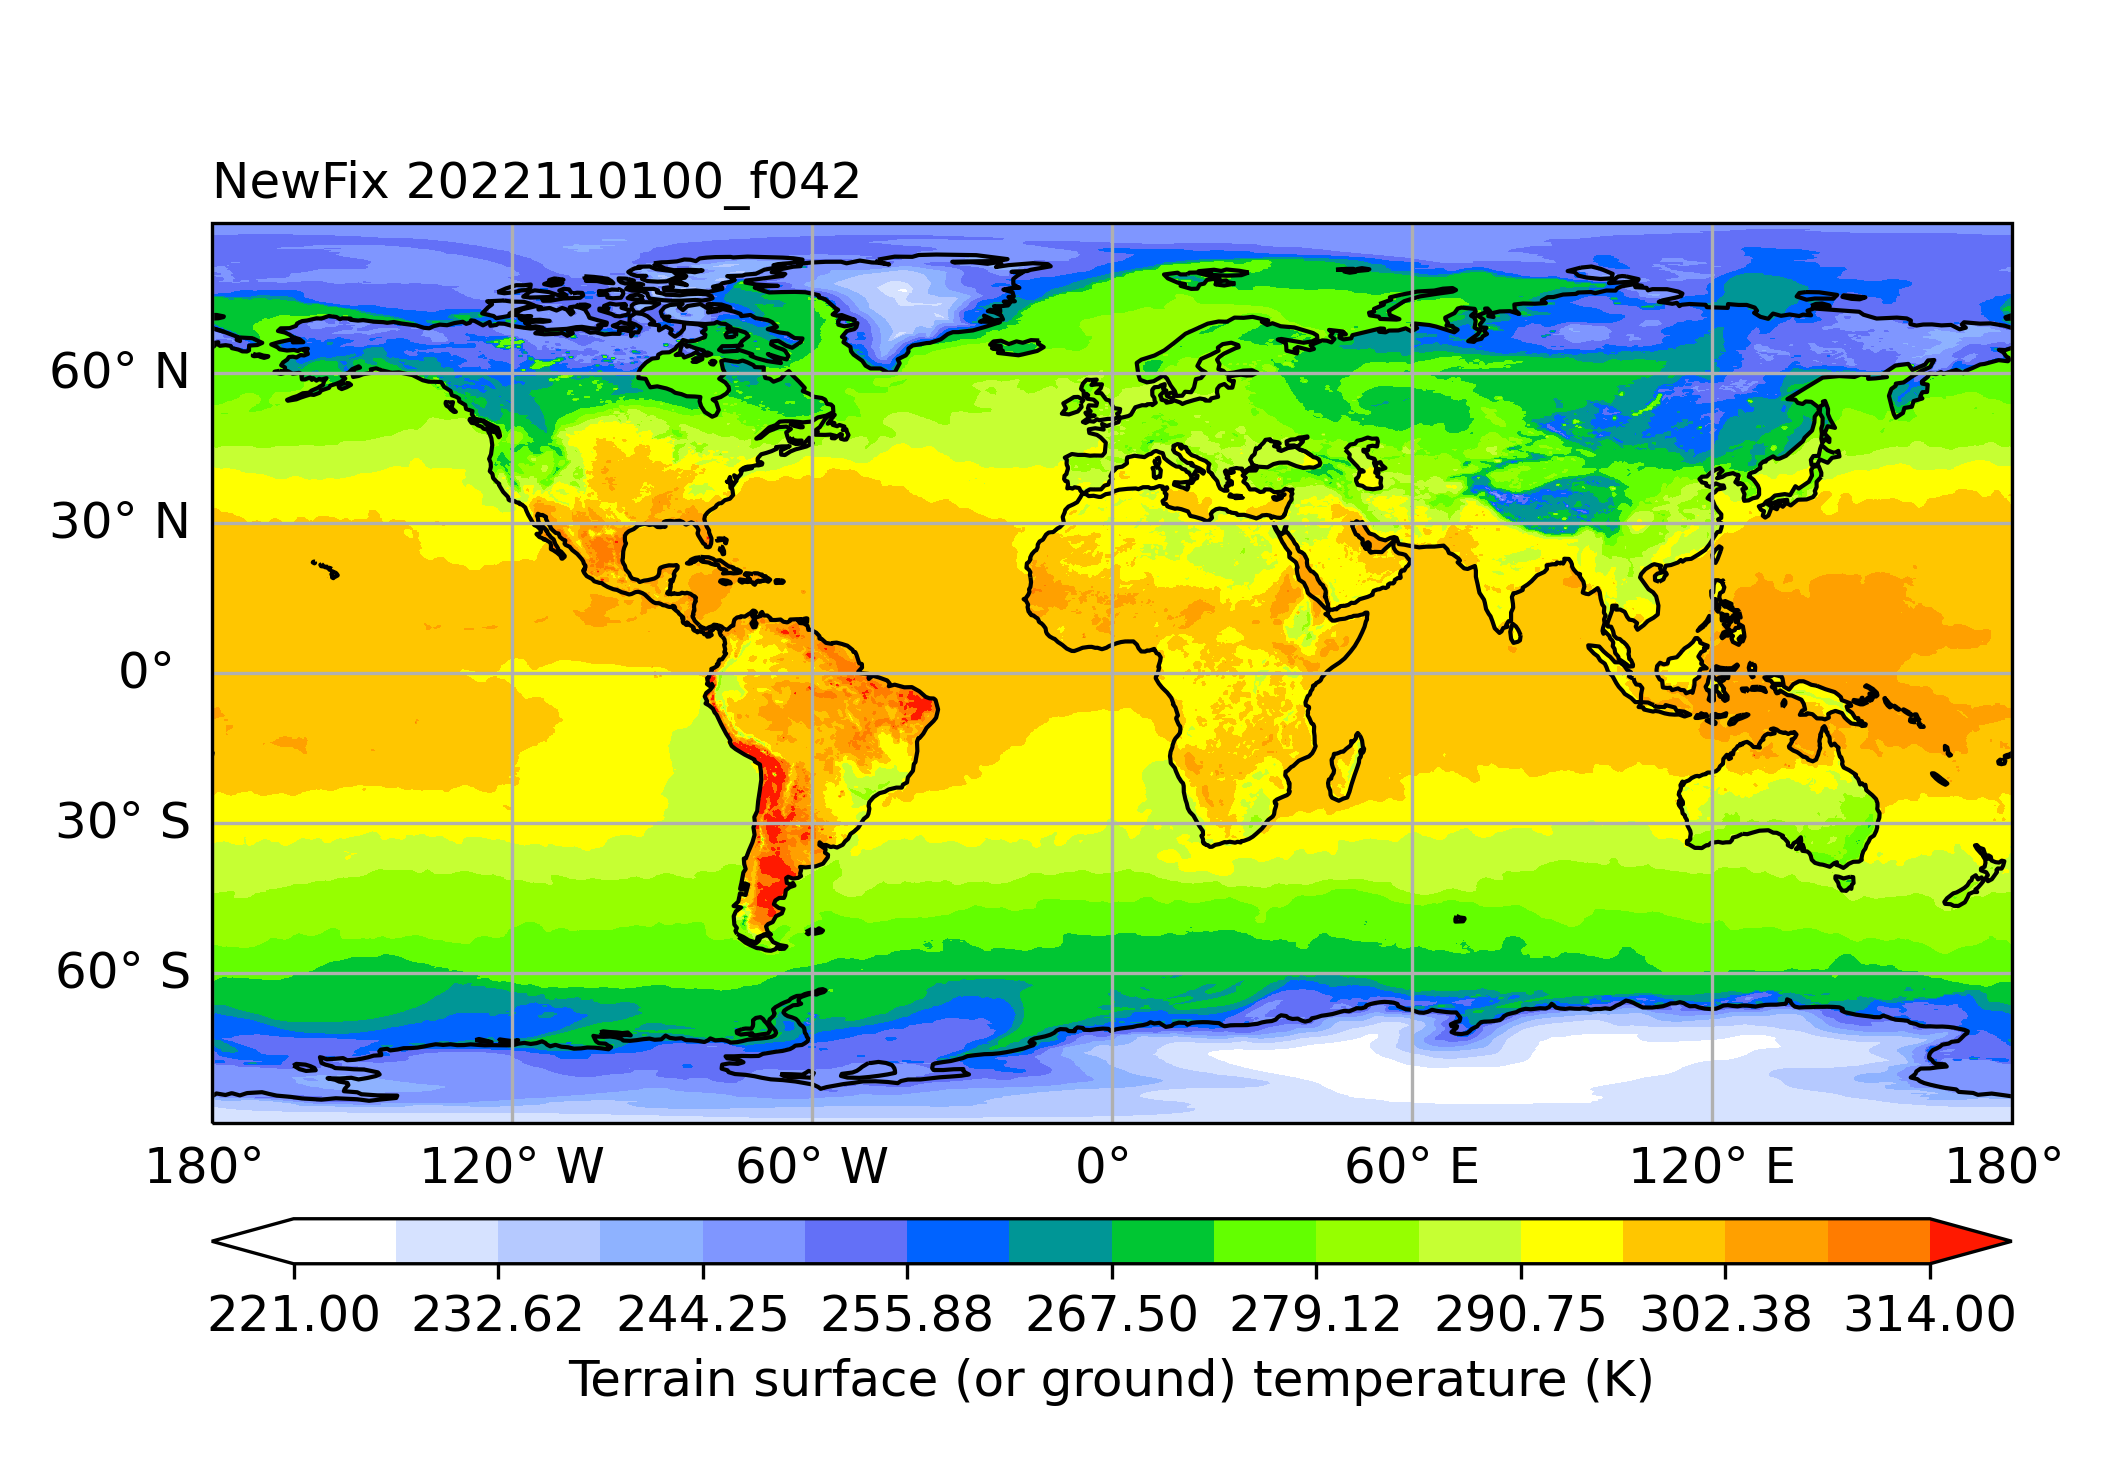 NewFix 2022110100_f042
60° N
30° N
0°
30° S
60° S
180° 120° W 60° W 0° 60° E 120° E 180°
221.00 232.62 244.25 255.88 267.50 279.12 290.75 302.38 314.00
Terrain surface (or ground) temperature (K)